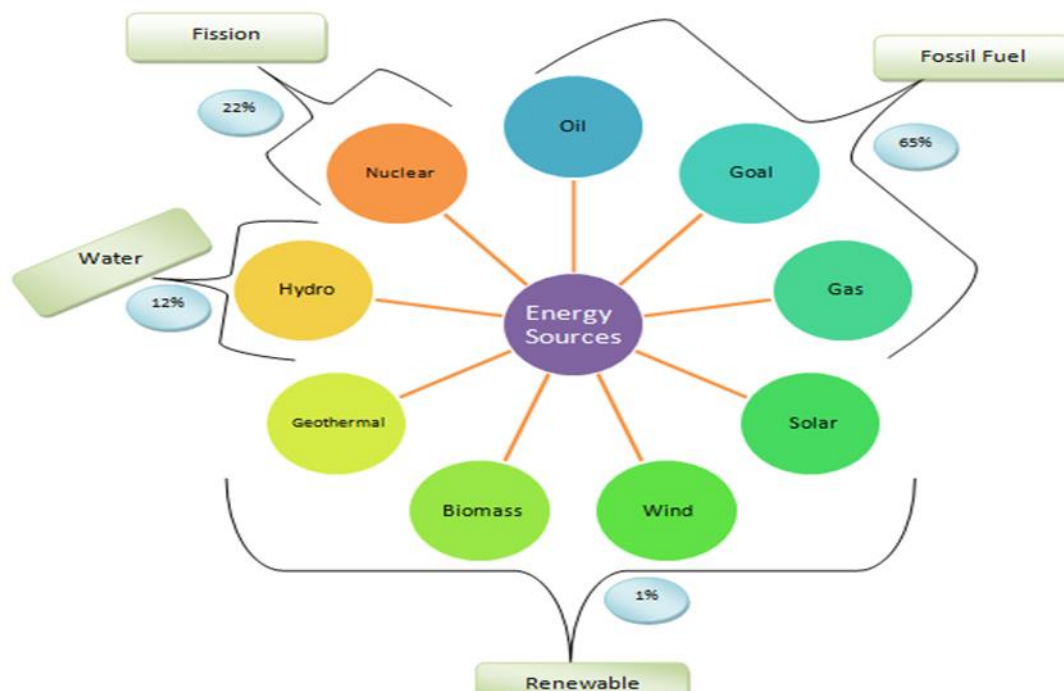 Fission
Fossil Fuel
22%
Oil
65%
Nuclear
Goal
Water
Hydro
12%
Gas
Energy
Sources
Geothermal
Solar
Biomass
Wind
1%
Renewable